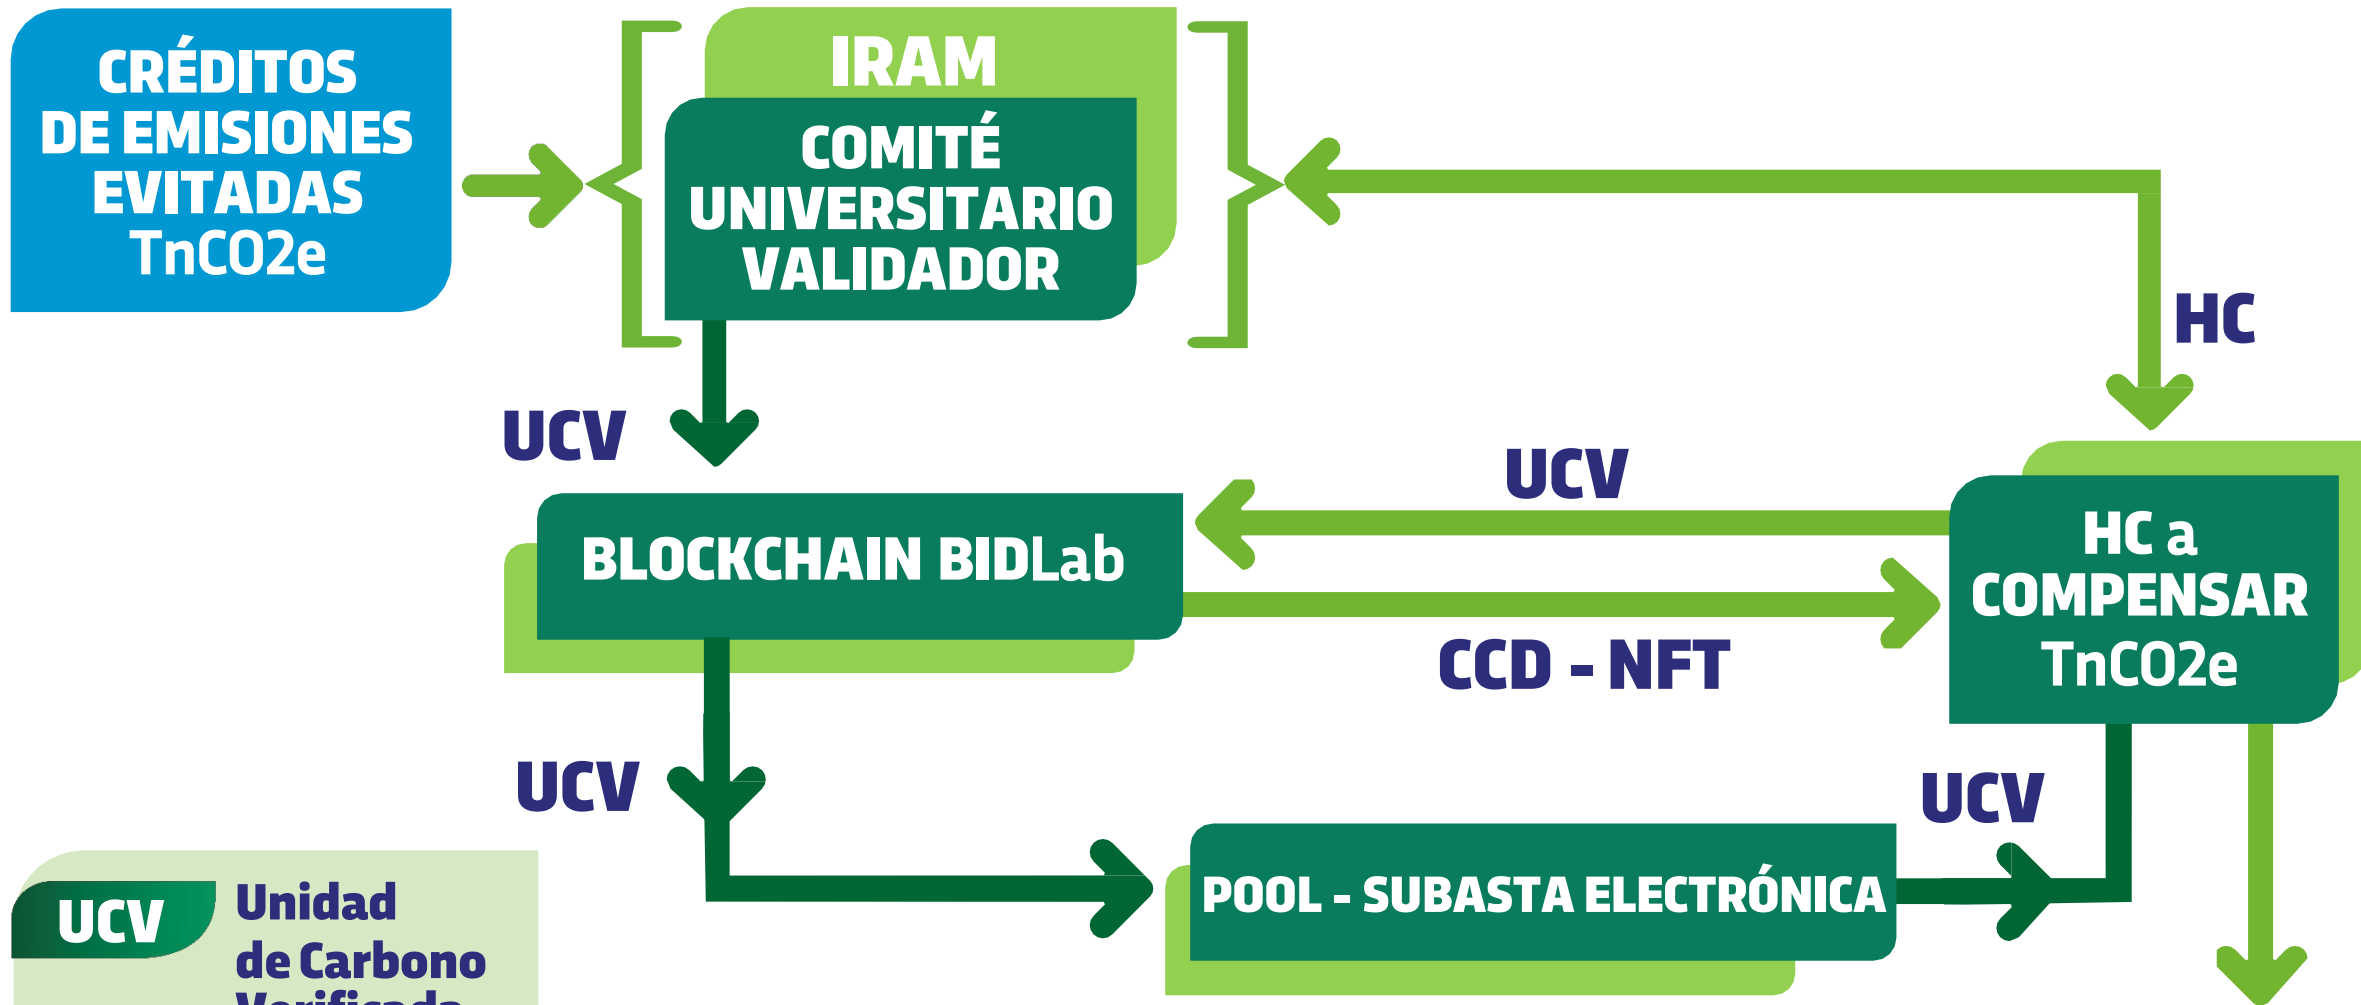 CRÉDITOS
DE EMISIONES
EVITADAS
TnCO2e
IRAM
COMITÉ
UNIVERSITARIO
VALIDADOR
HC
UCV
UCV
BLOCKCHAIN BIDLab
HC a
COMPENSAR
TnCO2e
CCD - NFT
UCV
UCV
POOL - SUBASTA ELECTRÓNICA
UCV
Unidad
de Carbono
Verificada